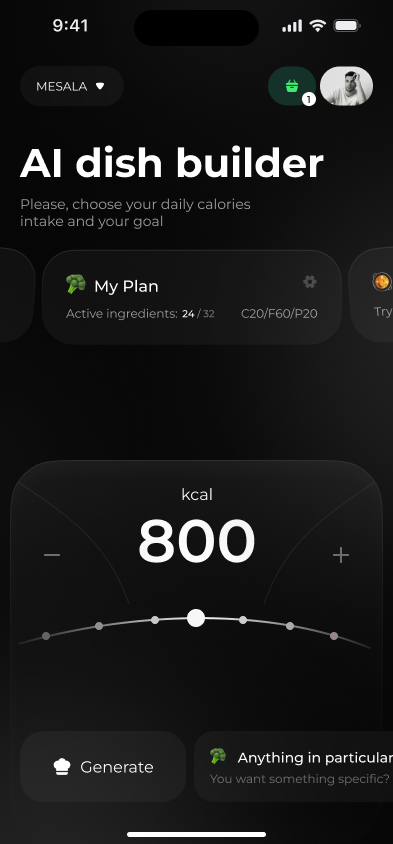 9:41
MESALA
1
AI dish builder
Please, choose your daily calories
intake and your goal
My Plan
Active ingredients: 24 / 32 C20/F60/P20
Try
kcal
800
Generate
Anything in particular
You want something specific?